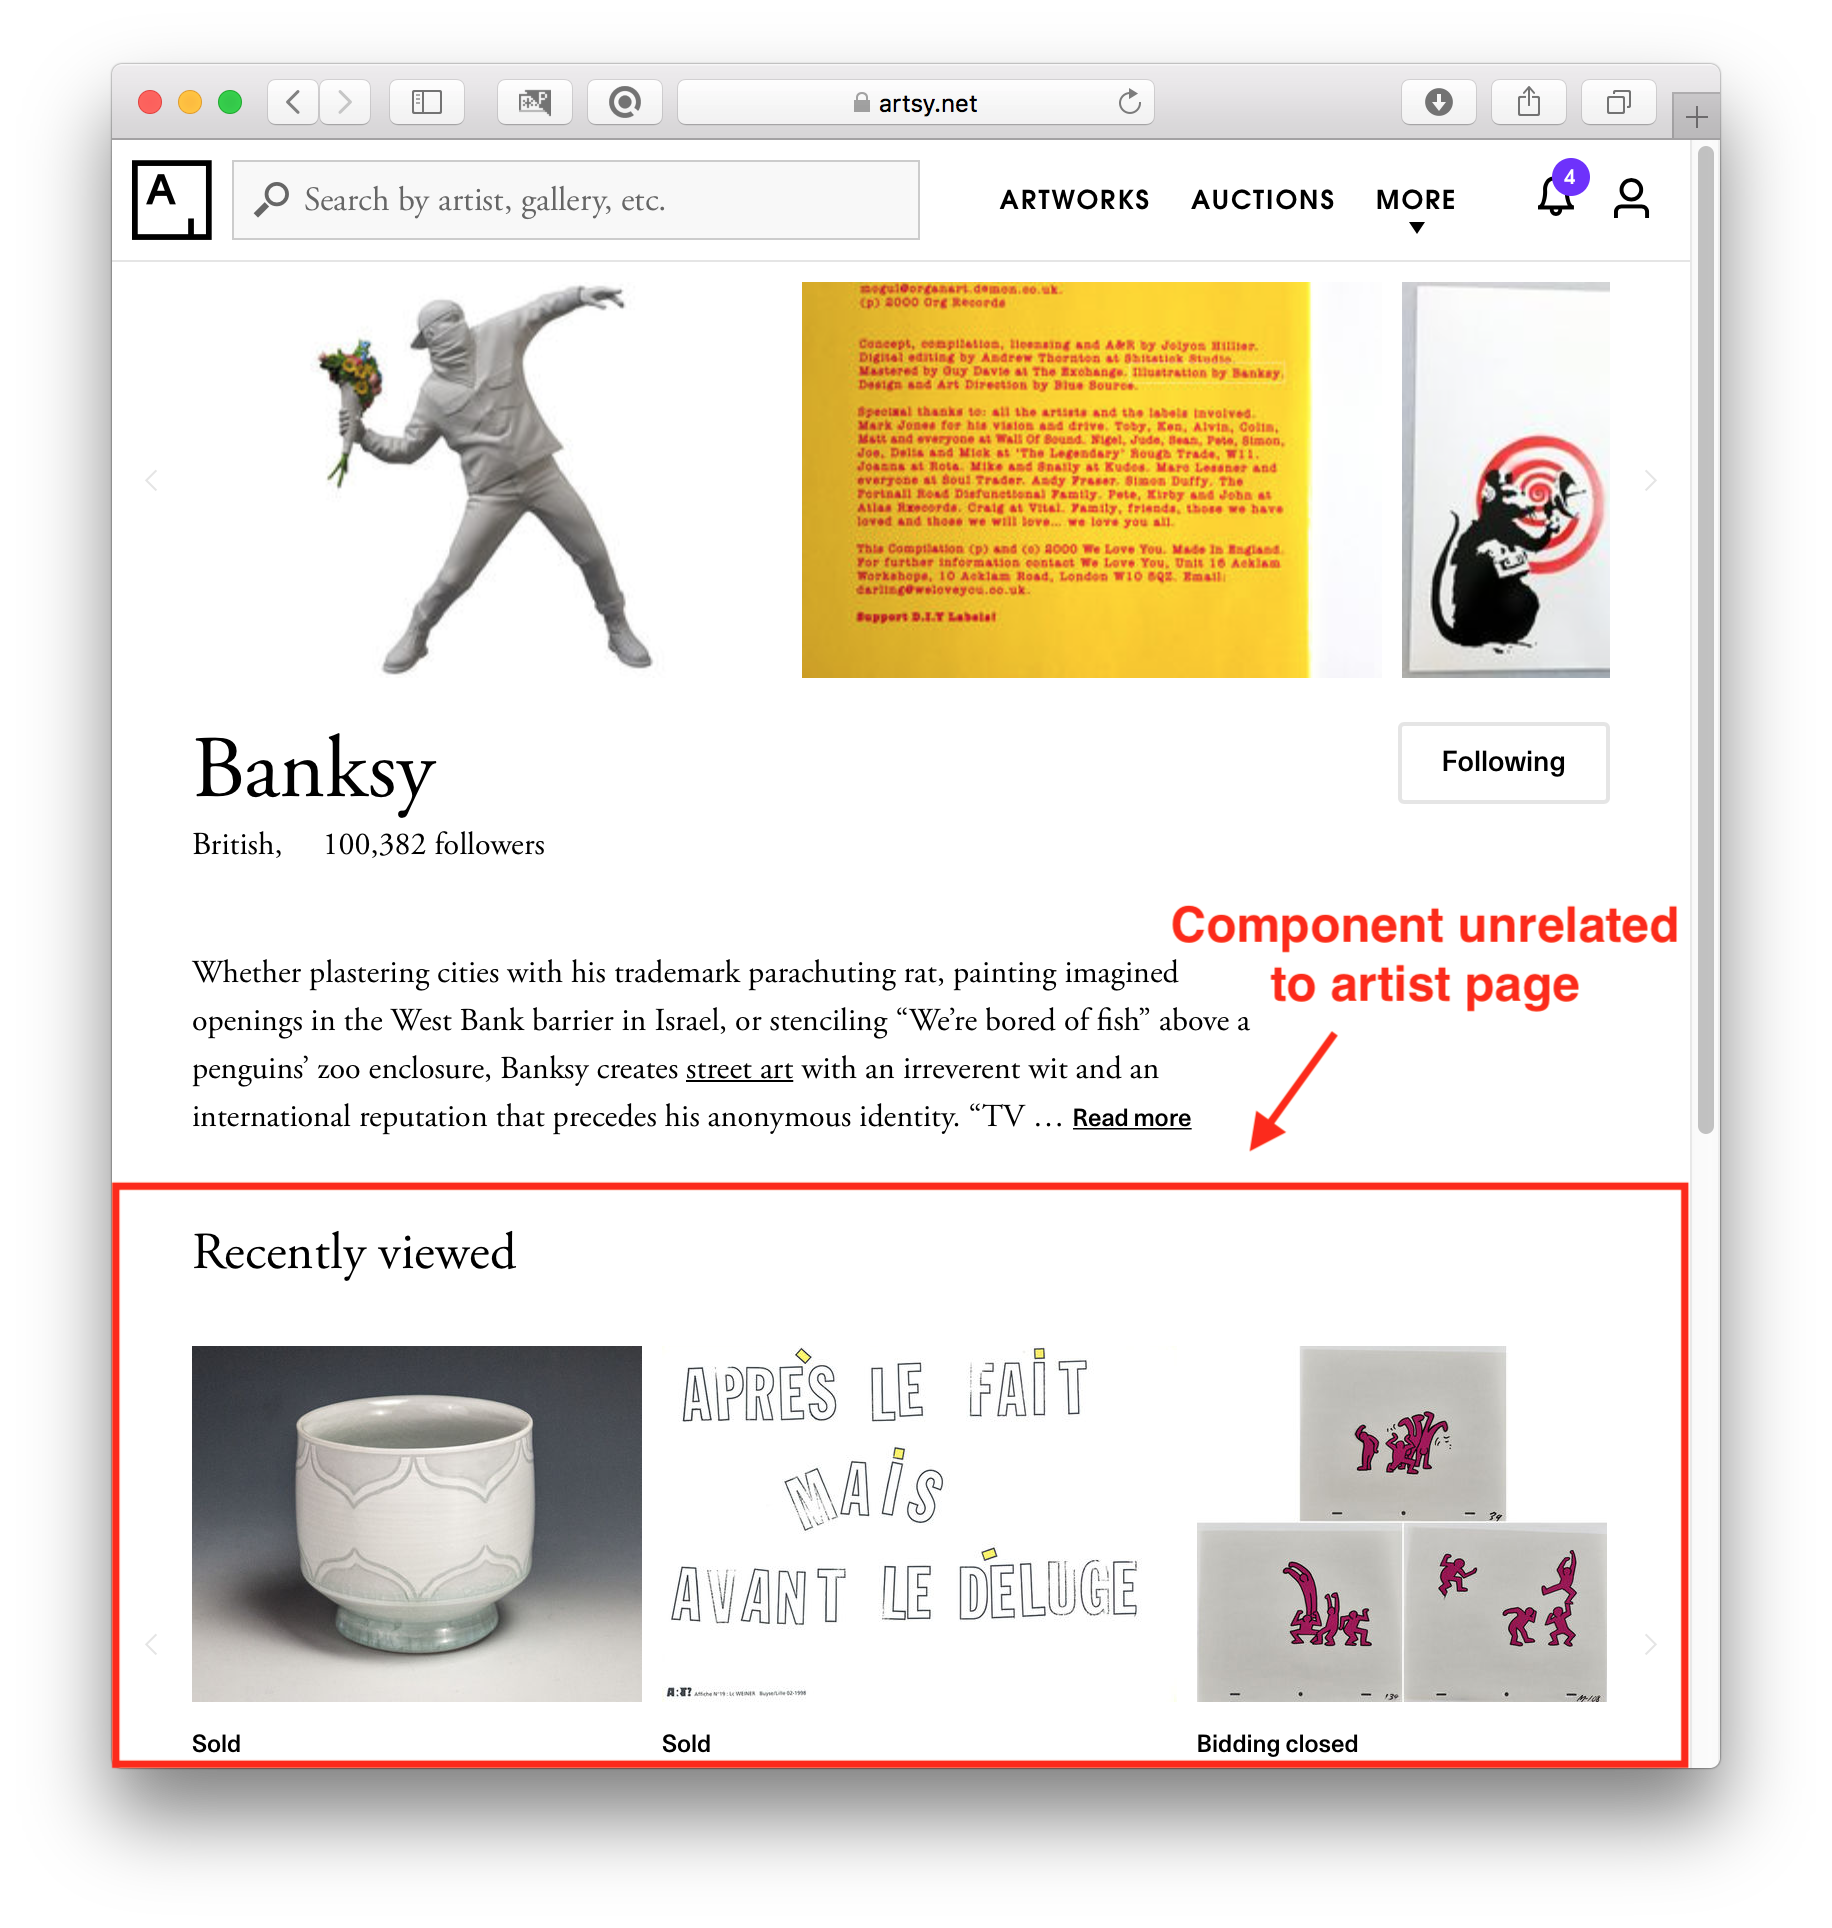 artsy.net
A
Search by artist, gallery, etc.
ARTWORKS
AUCTIONS
MORE
4
mogul@organart.demon.co.uk.
(p) 2000 Org Records
Concept, compilation, licensing and A&R by Jolyon Hillier.
Digital editing by Andrew Thornton at Shitstick Studio.
Mastered by Guy Davie at The Exchange. Illustration by Banksy.
Design and Art Direction by Blue Source.
Special thanks to: all the artists and the labels involved.
Mark Jones for his vision and drive. Toby, Ken, Alvin, Colin,
Matt and everyone at Wall Of Sound. Nigel, Jude, Sean, Pete, Simon,
Joe, Delia and Mick at 'The Legendary' Rough Trade, W11.
Joanna at Rota. Mike and Snaily at Kudos. Marc Lessner and
everyone at Soul Trader. Andy Fraser. Simon Duffy. The
Portnall Road Disfunctional Family. Pete, Kirby and John at
Atlas Rxecords. Craig at Vital. Family, friends, those we have
loved and those we will love... we love you all.
This Compilation (p) and (c) 2000 We Love You. Made In England.
For further information contact We Love You, Unit 16 Acklam
Workshops, 10 Acklam Road, London W10 5QZ. Email:
darling@weloveyou.co.uk.
Support D.I.Y Labels!
Banksy
Following
British, 100,382 followers
Component unrelated
to artist page
Whether plastering cities with his trademark parachuting rat, painting imagined
openings in the West Bank barrier in Israel, or stenciling “We’re bored of fish” above a
penguins’ zoo enclosure, Banksy creates street art with an irreverent wit and an
international reputation that precedes his anonymous identity. “TV … Read more
Recently viewed
APRÈS LE FAIT
MAIS
AVANT LE DÉLUGE
Affiche N°19 : Lc WEINER Buyse/Lille 02-1996
39
134
M-108
Sold
Sold
Bidding closed